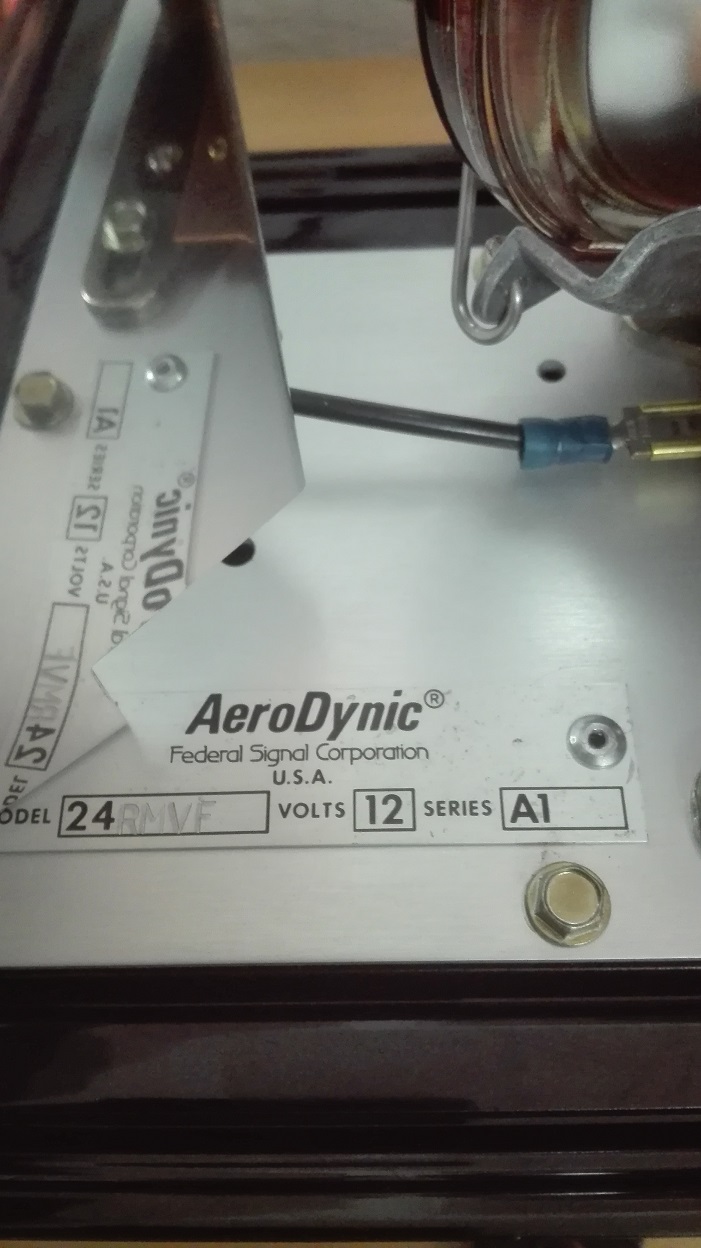 AeroDynic®
Federal Signal Corporation
U.S.A.
ODEL 24RMVF VOLTS 12 SERIES A1